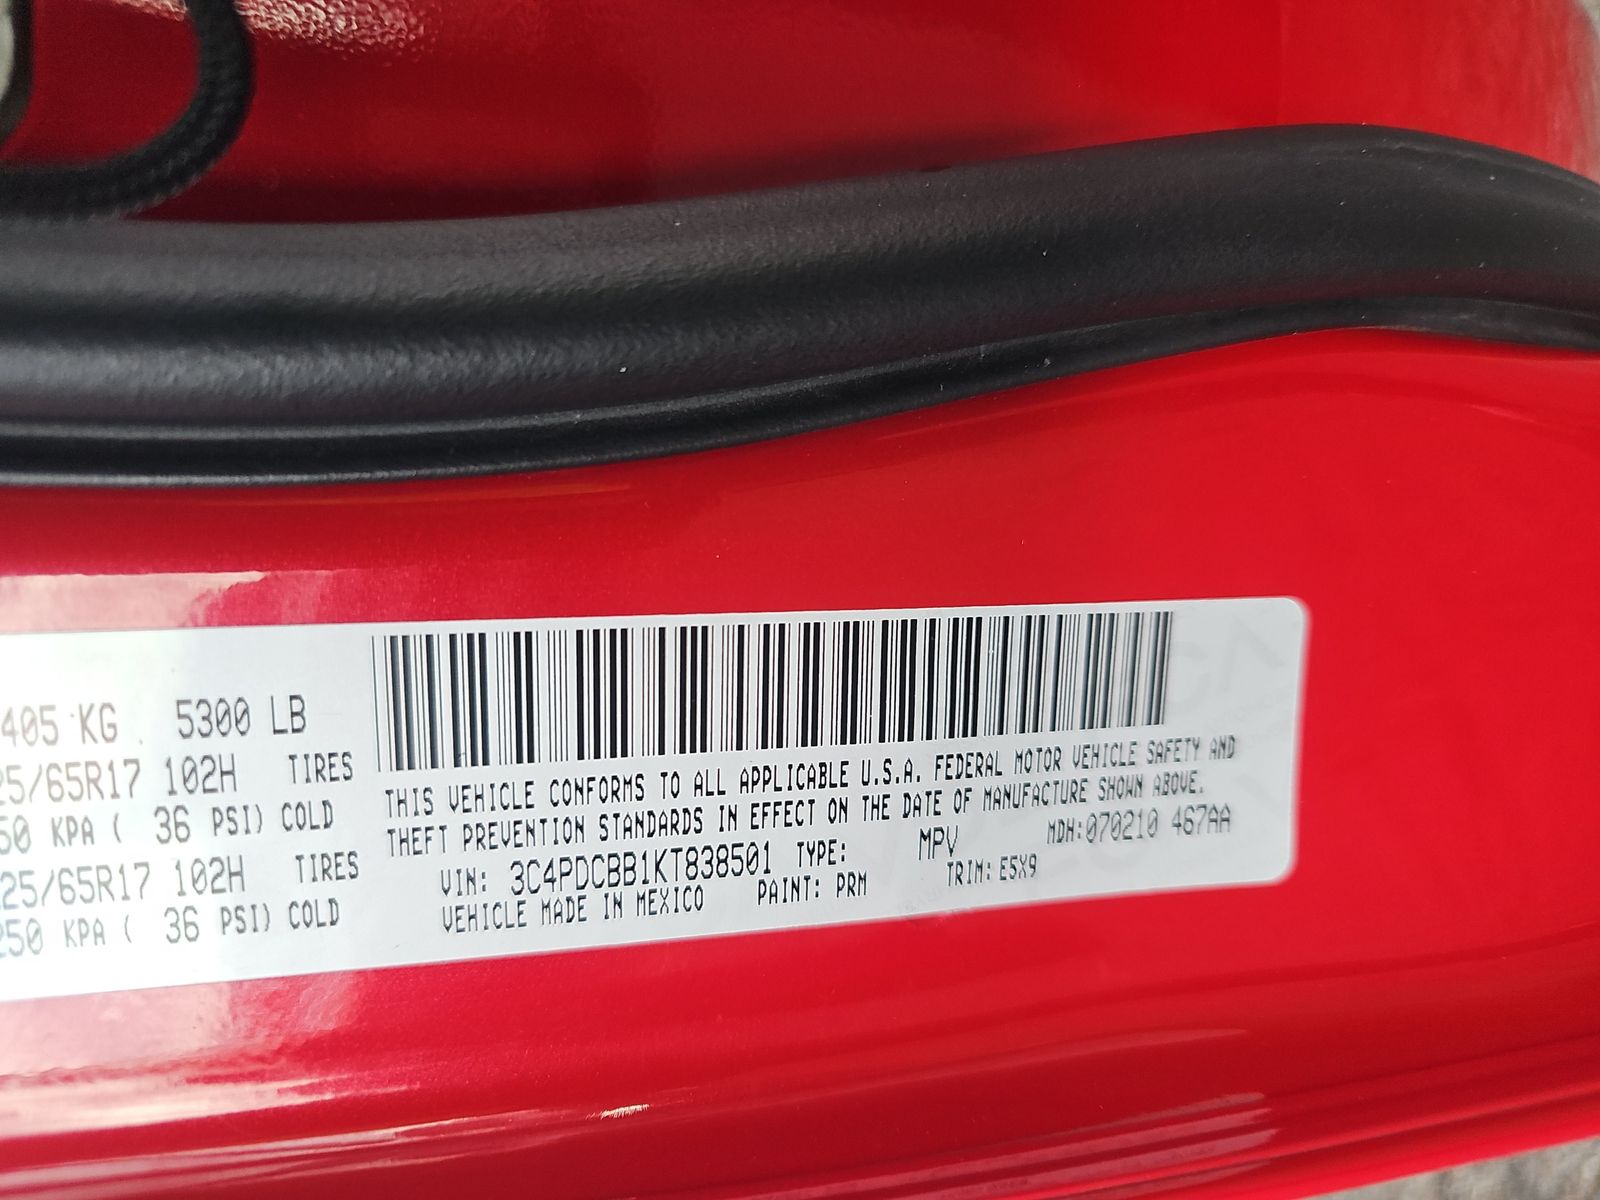 405 KG 5300 LB
25/65R17 102H TIRES
50 KPA ( 36 PSI) COLD
25/65R17 102H TIRES
250 KPA ( 36 PSI) COLD
THIS VEHICLE CONFORMS TO ALL APPLICABLE U.S.A. FEDERAL MOTOR VEHICLE SAFETY AND
THEFT PREVENTION STANDARDS IN EFFECT ON THE DATE OF MANUFACTURE SHOWN ABOVE.
MDH:070210 467AA
VIN: 3C4PDCBB1KT838501 TYPE: MPV
VEHICLE MADE IN MEXICO PAINT: PRM TRIM: E5X9